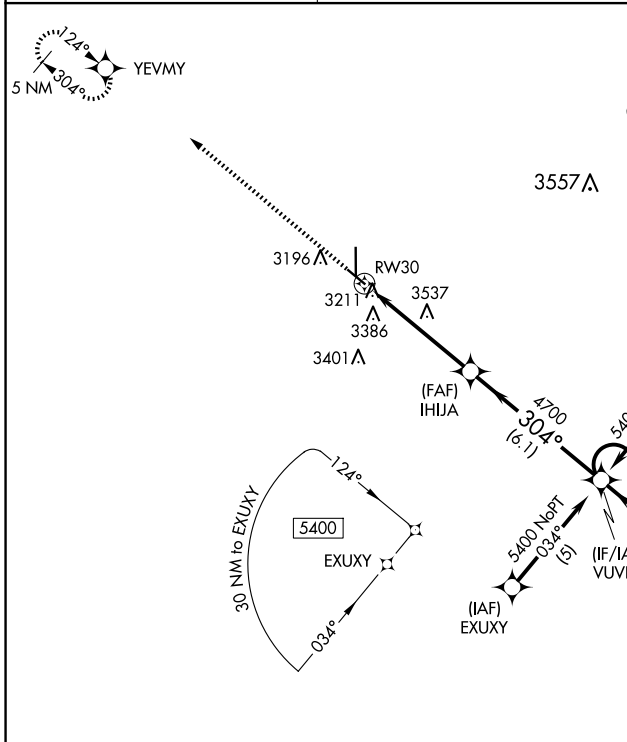 124°
304°
5 NM
YEVMY
3557
3196
RW30
3211
3537
3386
3401
(FAF)
IHIJA
4700
304°
(6.1)
5400 NoPT
034°
(5)
(IAF)
EXUXY
30 NM to EXUXY
124°
5400
EXUXY
034°